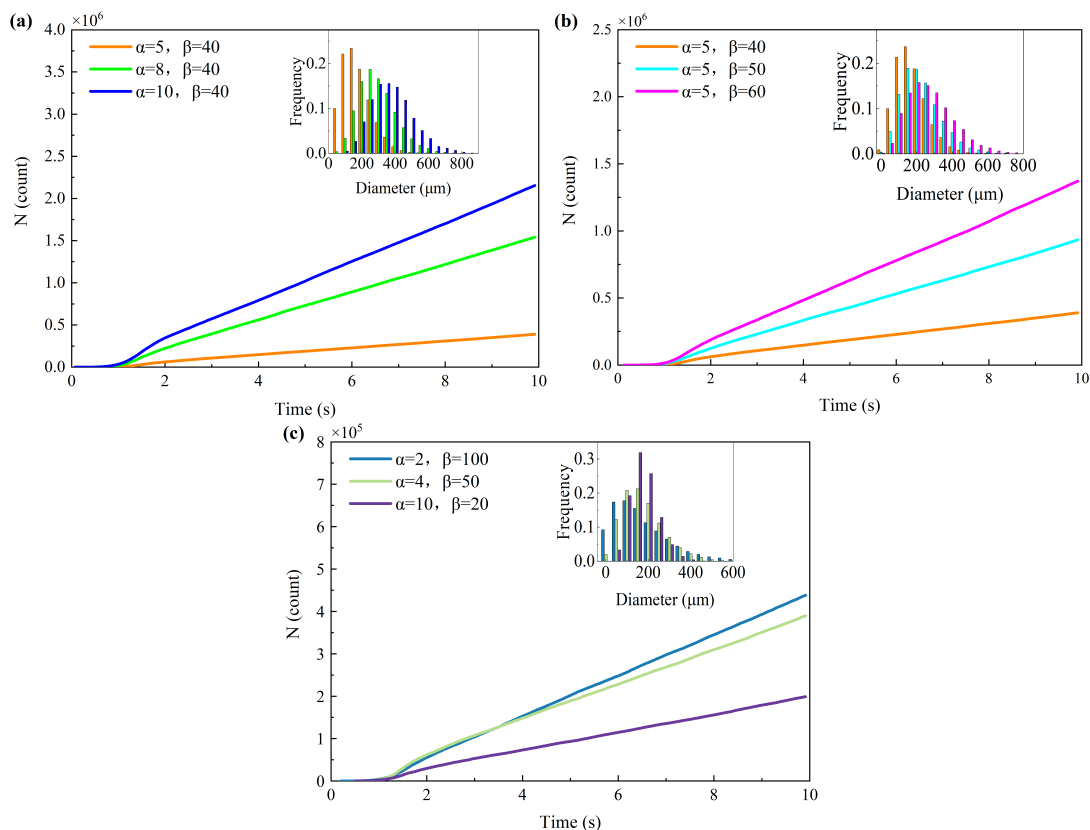 (a)
×10⁶
4.0
3.5
3.0
2.5
2.0
1.5
1.0
0.5
0.0
N (count)
0
2
4
6
8
10
Time (s)
α=5, β=40
α=8, β=40
α=10, β=40
Frequency
0.2
0.1
0.0
0 200 400 600 800
Diameter (μm)
(b)
×10⁶
2.5
2.0
1.5
1.0
0.5
0.0
N (count)
0
2
4
6
8
10
Time (s)
α=5, β=40
α=5, β=50
α=5, β=60
Frequency
0.2
0.1
0.0
0 200 400 600 800
Diameter (μm)
(c)
×10⁵
8
7
6
5
4
3
2
1
0
N (count)
0
2
4
6
8
10
Time (s)
α=2, β=100
α=4, β=50
α=10, β=20
Frequency
0.3
0.2
0.1
0.0
0 200 400 600
Diameter (μm)